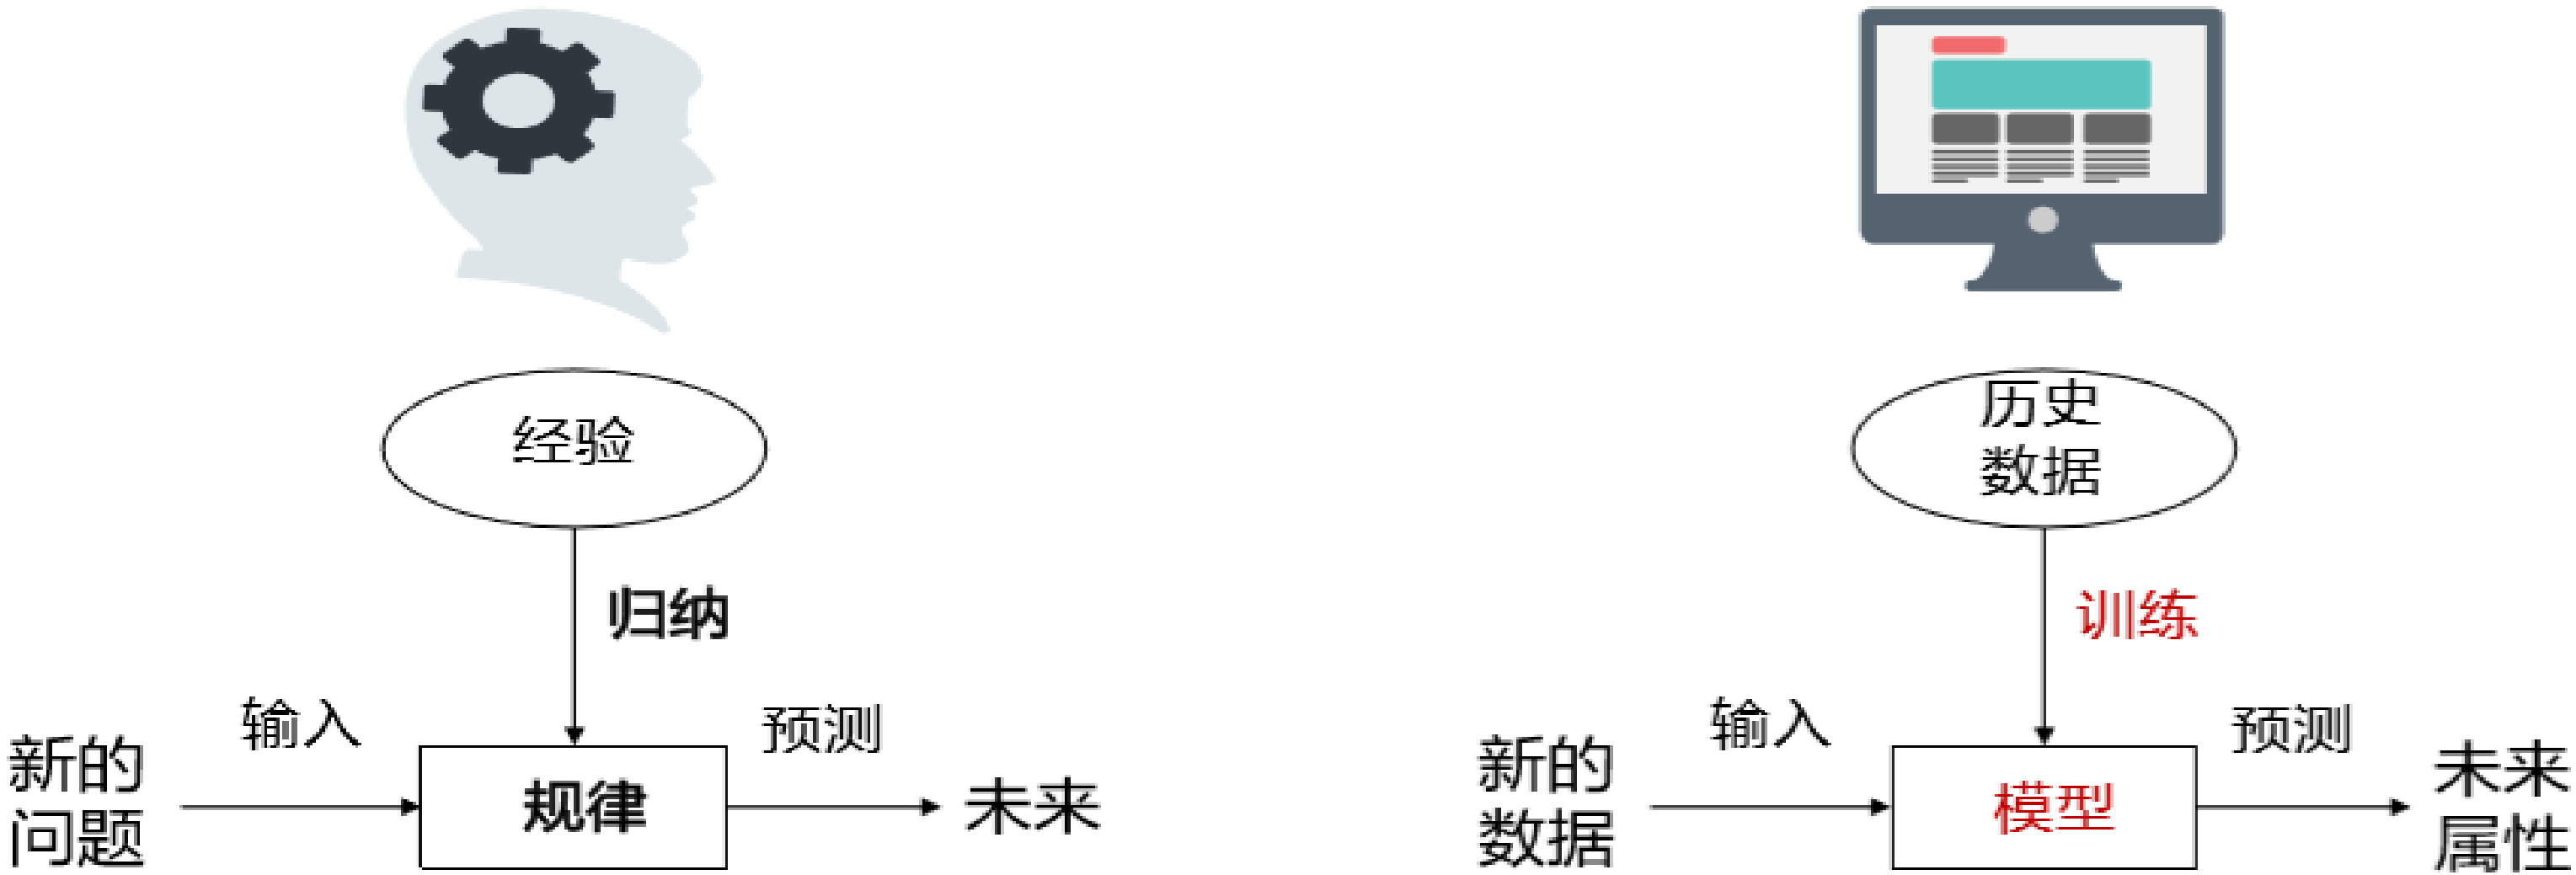 经验
归纳
输入
新的
问题
规律
预测
未来
历史
数据
训练
输入
新的
数据
模型
预测
未来
属性